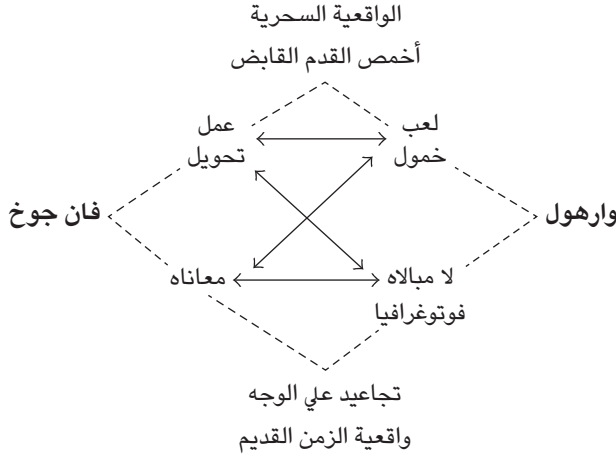 الواقعية السحرية
أخمص القدم القابض
لعب
عمل
خمول
تحويل
وارهول
فان جوخ
لا مبالاه
معاناه
فوتوغرافيا
تجاعيد علي الوجه
واقعية الزمن القديم